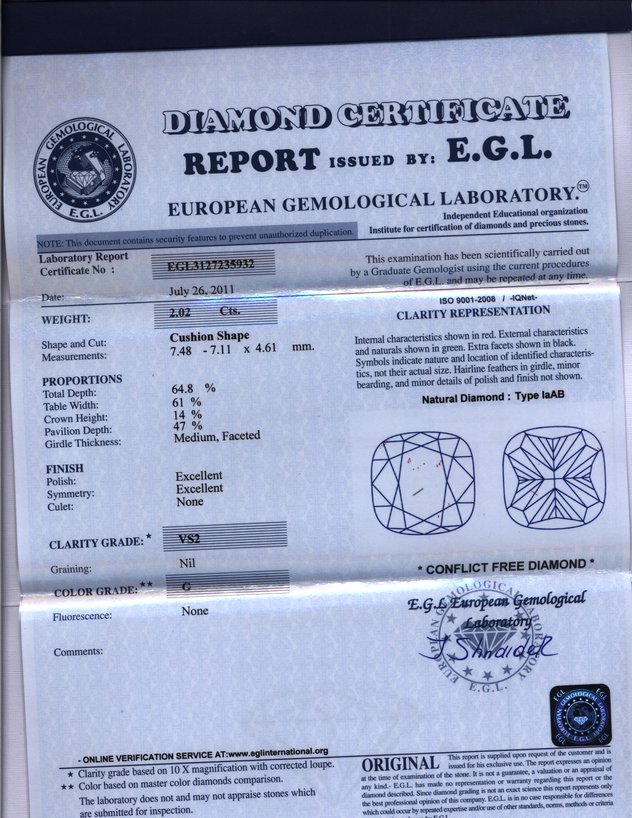 DIAMOND CERTIFICATE
REPORT ISSUED BY: E.G.L.
EUROPEAN GEMOLOGICAL LABORATORY.™
EUROPEAN GEMOLOGICAL LABORATORY
E.G.L.
Independent Educational organization
Institute for certification of diamonds and precious stones.
NOTE: This document contains security features to prevent unauthorized duplication.
Laboratory Report
Certificate No : EGL3127235932
Date: July 26, 2011
WEIGHT: 2.02 Cts.
Shape and Cut: Cushion Shape
Measurements: 7.48 - 7.11 x 4.61 mm.
PROPORTIONS
Total Depth: 64.8 %
Table Width: 61 %
Crown Height: 14 %
Pavilion Depth: 47 %
Girdle Thickness: Medium, Faceted
FINISH
Polish: Excellent
Symmetry: Excellent
Culet: None
CLARITY GRADE:* VS2
Graining: Nil
COLOR GRADE:** G
Fluorescence: None
Comments:
- ONLINE VERIFICATION SERVICE AT:www.eglinternational.org
* Clarity grade based on 10 X magnification with corrected loupe.
** Color based on master color diamonds comparison.
The laboratory does not and may not appraise stones which
are submitted for inspection.
This examination has been scientifically carried out
by a Graduate Gemologist using the current procedures
of E.G.L. and may be repeated at any time.
ISO 9001-2008 / -IQNet-
CLARITY REPRESENTATION
Internal characteristics shown in red. External characteristics
and naturals shown in green. Extra facets shown in black.
Symbols indicate nature and location of identified characteris-
tics, not their actual size. Hairline feathers in girdle, minor
bearding, and minor details of polish and finish not shown.
Natural Diamond : Type IaAB
* CONFLICT FREE DIAMOND *
E.G.L European Gemological
Laboratory
EUROPEAN GEMOLOGICAL LABORATORY
E.G.L.
J Shnaider
EGL
EGL
E.G.L.
ORIGINAL This report is supplied upon request of the customer and is
issued for his exclusive use. The report expresses an opinion
at the time of examination of the stone. It is not a guarantee, a valuation or an appraisal of
any kind.- E.G.L. has made no representation or warranty regarding this report or the
diamond described. Since diamond grading is not an exact science this report represents only
the best professional opinion of this company. E.G.L. is in no case responsible for differences
which could occur by repeated expertise and/or use of other standards, norms, methods or criteria